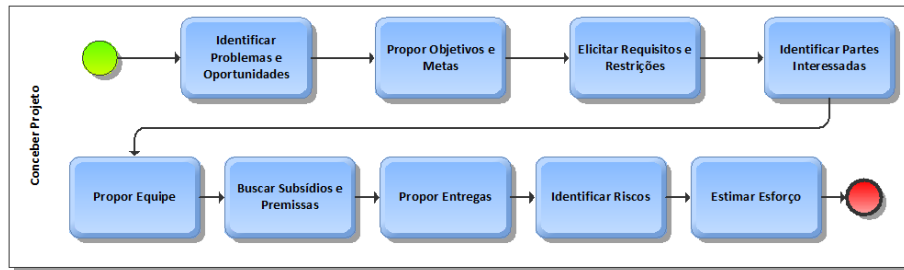 Conceber Projeto
Identificar
Problemas e
Oportunidades
Propor Objetivos e
Metas
Elicitar Requisitos e
Restrições
Identificar Partes
Interessadas
Propor Equipe
Buscar Subsídios e
Premissas
Propor Entregas
Identificar Riscos
Estimar Esforço